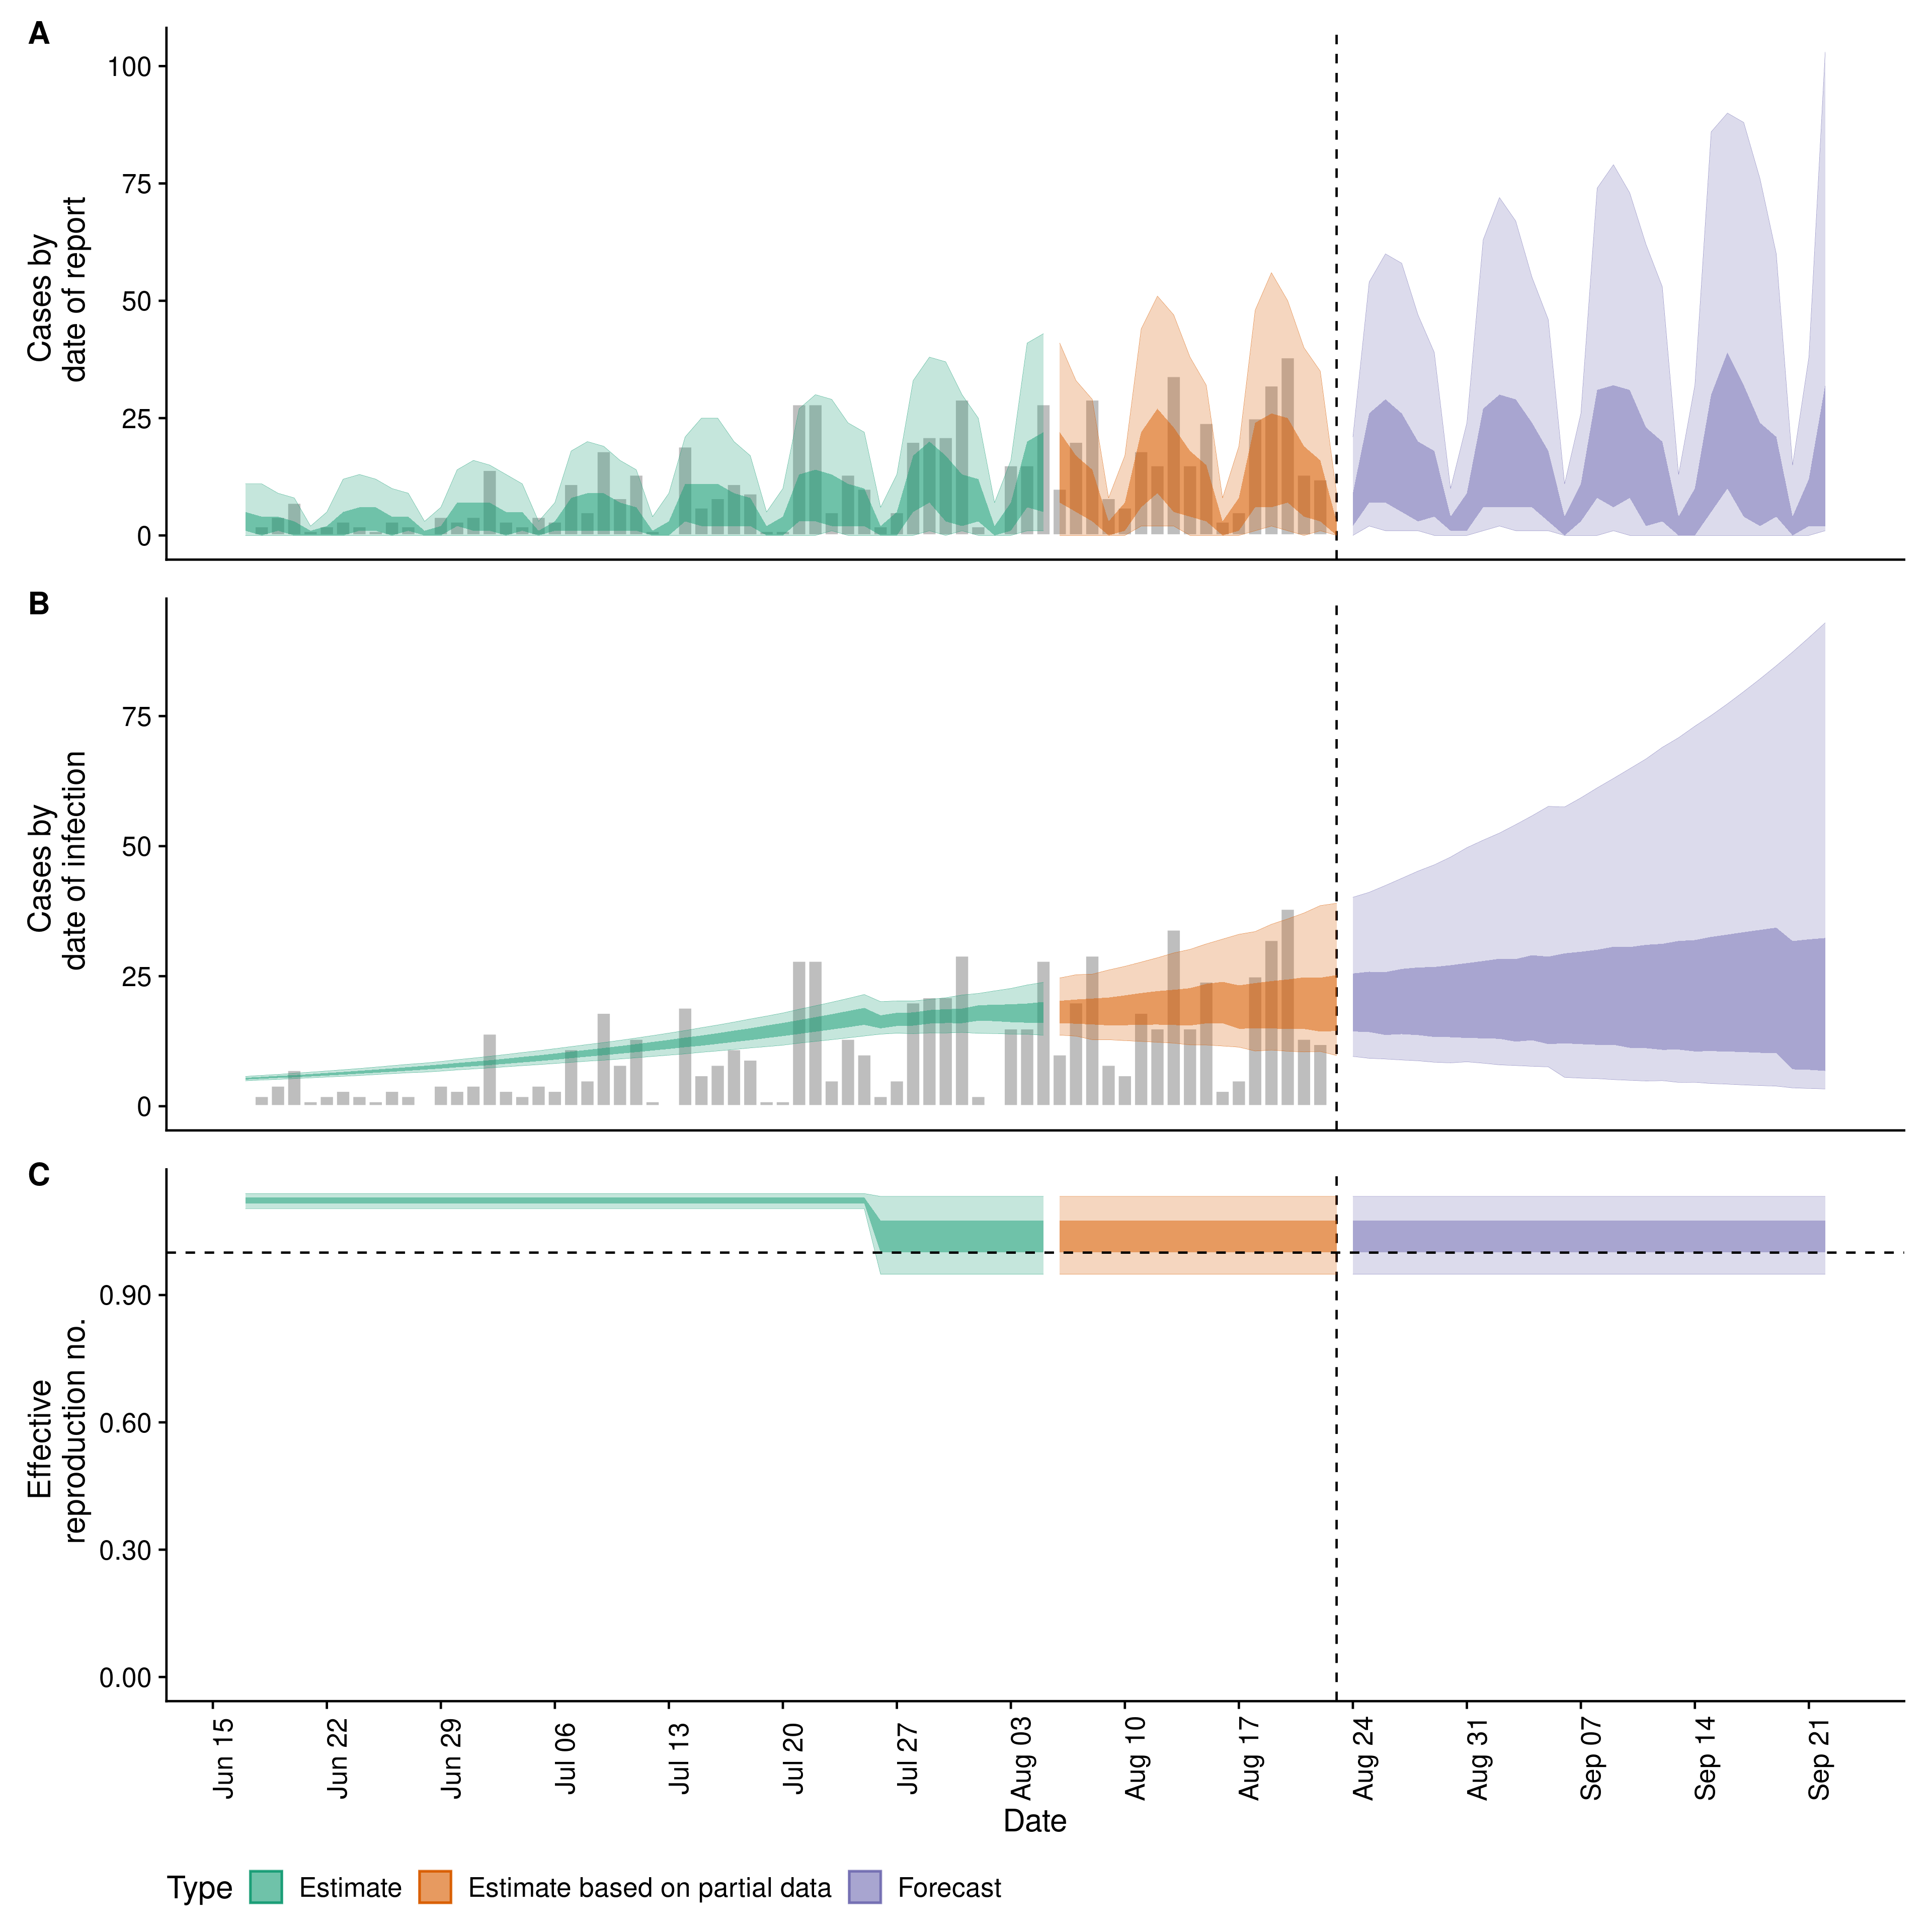 A
100
75
50
25
0
Cases by
date of report
B
75
50
25
0
Cases by
date of infection
C
0.90
0.60
0.30
0.00
Effective
reproduction no.
Jun 15
Jun 22
Jun 29
Jul 06
Jul 13
Jul 20
Jul 27
Aug 03
Aug 10
Aug 17
Aug 24
Aug 31
Sep 07
Sep 14
Sep 21
Date
Type Estimate Estimate based on partial data Forecast